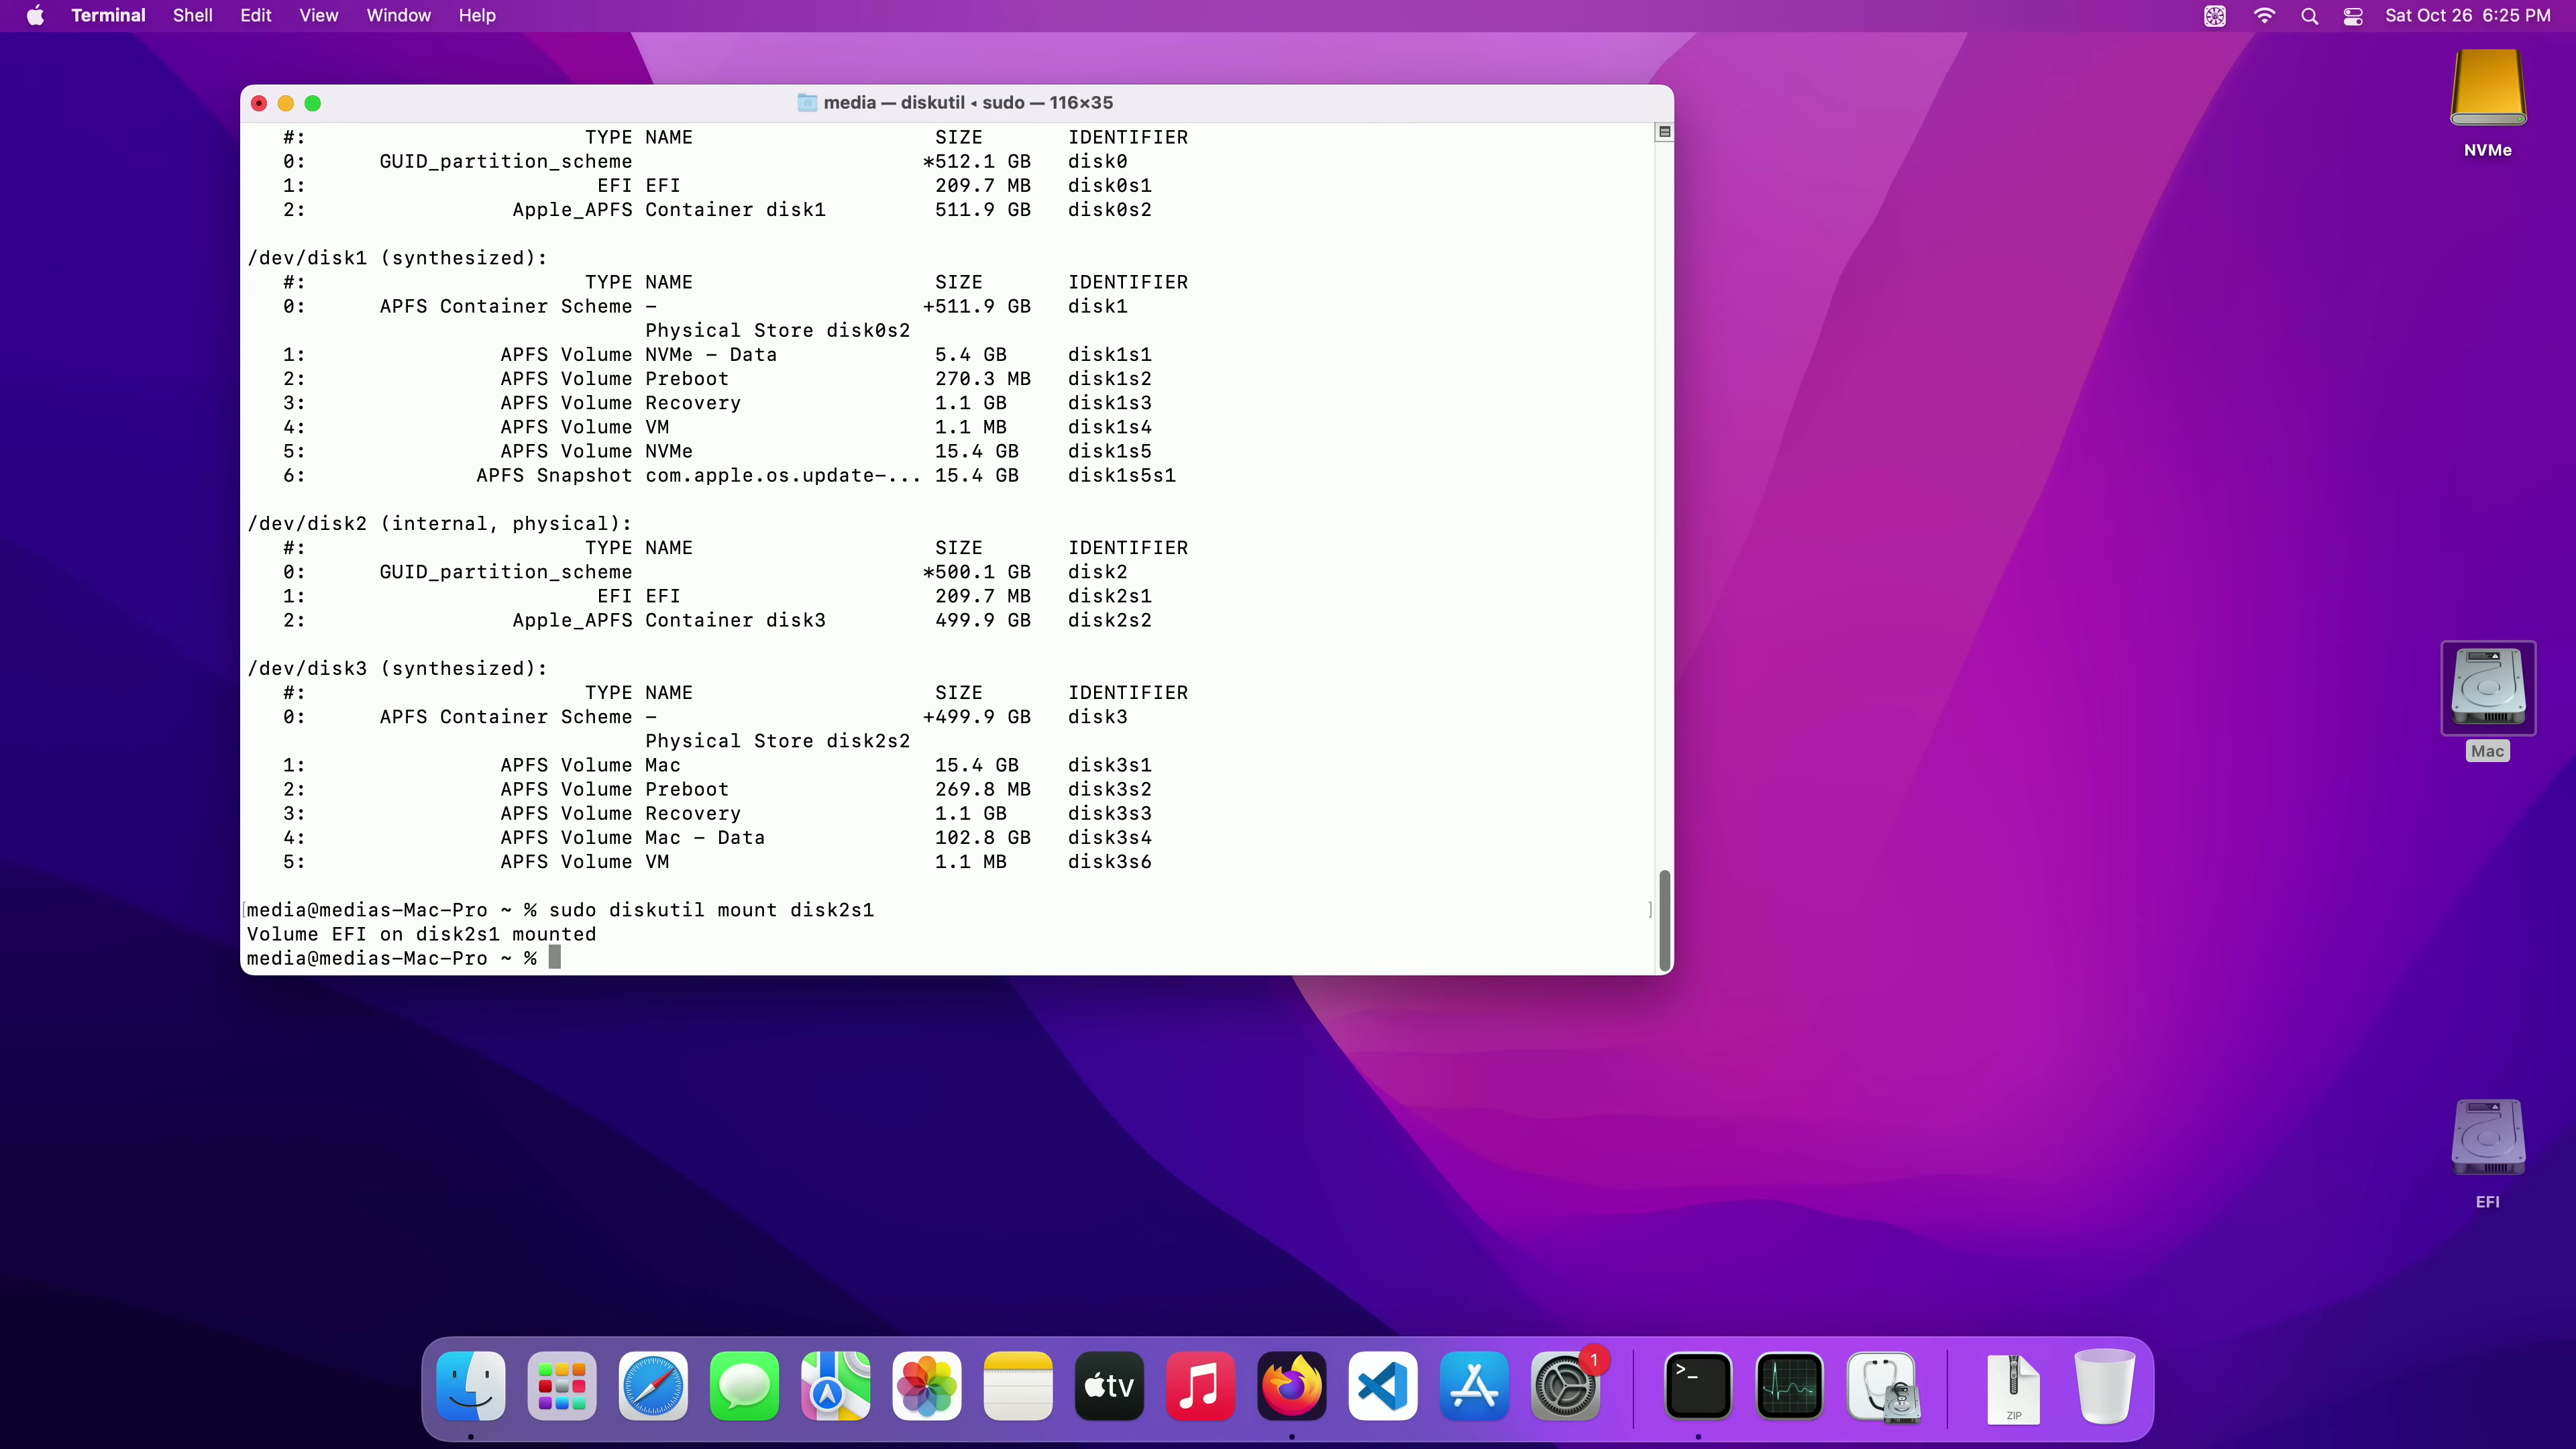 Terminal Shell Edit View Window Help Sat Oct 26 6:25 PM
media — diskutil ◂ sudo — 116×35
#: TYPE NAME SIZE IDENTIFIER
0: GUID_partition_scheme *512.1 GB disk0
1: EFI EFI 209.7 MB disk0s1
2: Apple_APFS Container disk1 511.9 GB disk0s2
/dev/disk1 (synthesized):
#: TYPE NAME SIZE IDENTIFIER
0: APFS Container Scheme - +511.9 GB disk1
Physical Store disk0s2
1: APFS Volume NVMe - Data 5.4 GB disk1s1
2: APFS Volume Preboot 270.3 MB disk1s2
3: APFS Volume Recovery 1.1 GB disk1s3
4: APFS Volume VM 1.1 MB disk1s4
5: APFS Volume NVMe 15.4 GB disk1s5
6: APFS Snapshot com.apple.os.update-... 15.4 GB disk1s5s1
/dev/disk2 (internal, physical):
#: TYPE NAME SIZE IDENTIFIER
0: GUID_partition_scheme *500.1 GB disk2
1: EFI EFI 209.7 MB disk2s1
2: Apple_APFS Container disk3 499.9 GB disk2s2
/dev/disk3 (synthesized):
#: TYPE NAME SIZE IDENTIFIER
0: APFS Container Scheme - +499.9 GB disk3
Physical Store disk2s2
1: APFS Volume Mac 15.4 GB disk3s1
2: APFS Volume Preboot 269.8 MB disk3s2
3: APFS Volume Recovery 1.1 GB disk3s3
4: APFS Volume Mac - Data 102.8 GB disk3s4
5: APFS Volume VM 1.1 MB disk3s6
[media@medias-Mac-Pro ~ % sudo diskutil mount disk2s1 ]
Volume EFI on disk2s1 mounted
media@medias-Mac-Pro ~ %
NVMe
Mac
EFI
tv
1
>_
ZIP